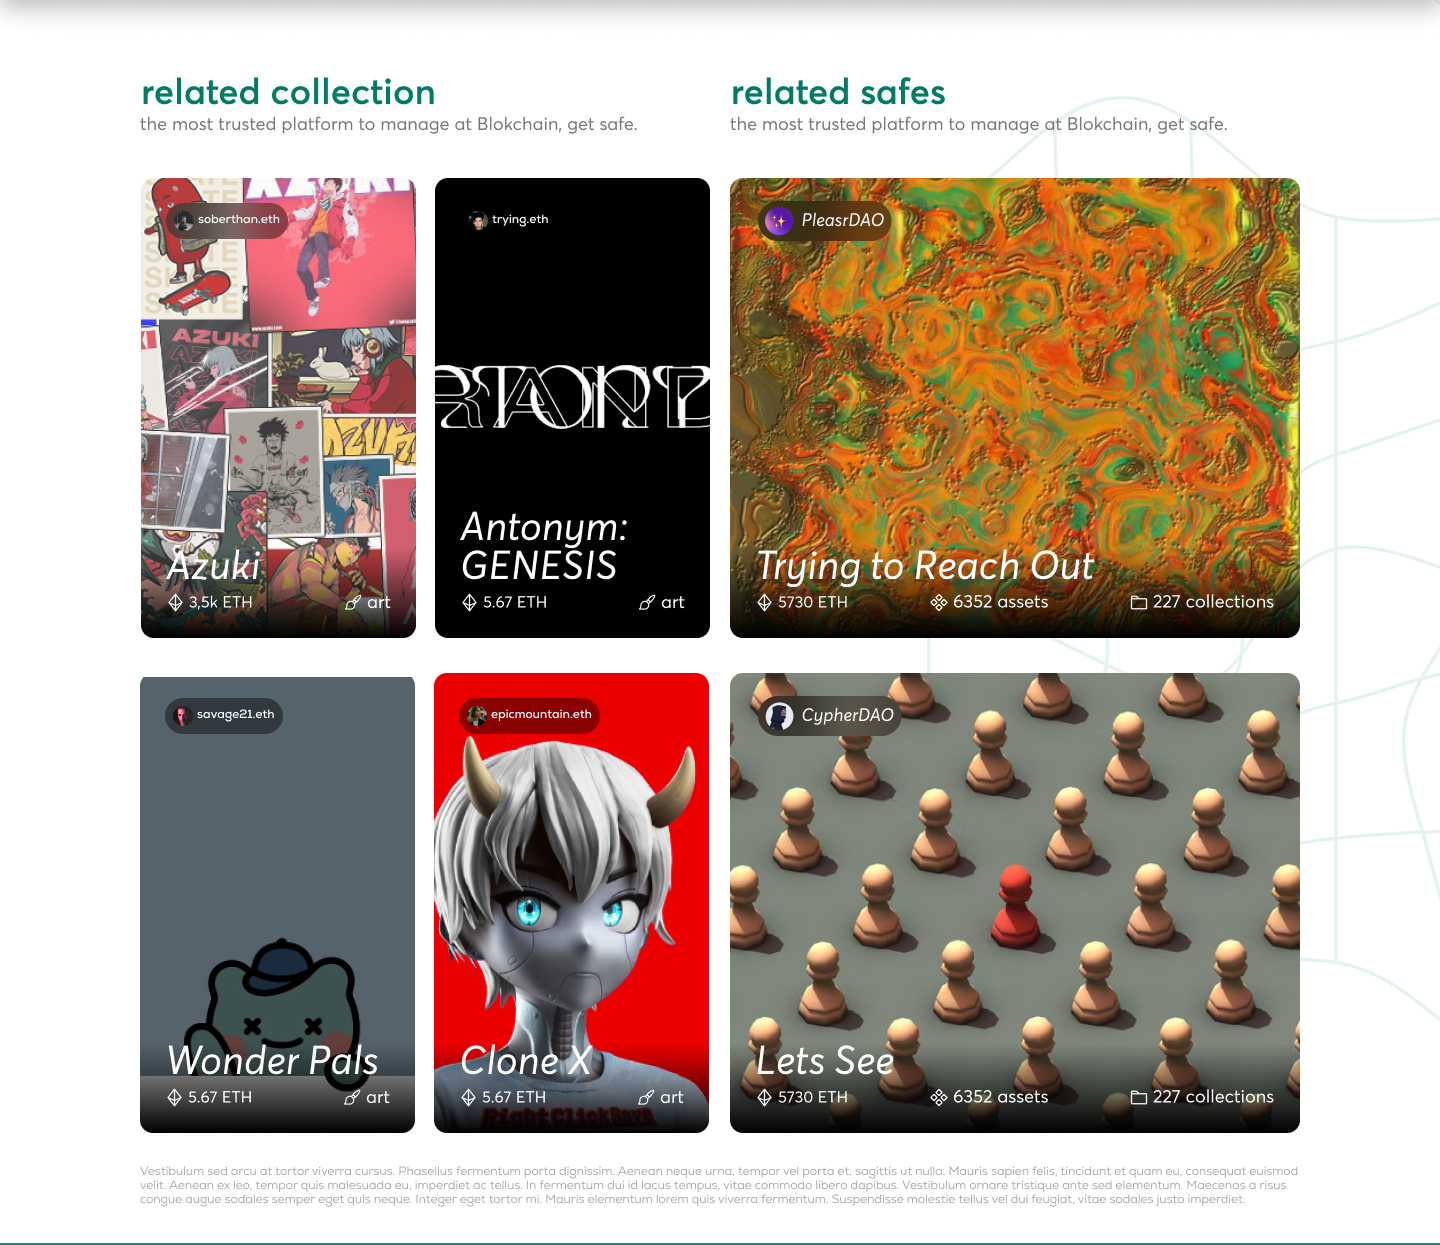 related collection
the most trusted platform to manage at Blokchain, get safe.
related safes
the most trusted platform to manage at Blokchain, get safe.
soberthan.eth
AZUKI
Azuki
3,5k ETH
art
trying.eth
Antonym:
GENESIS
5.67 ETH
art
PleasrDAO
Trying to Reach Out
5730 ETH
6352 assets
227 collections
savage21.eth
Wonder Pals
5.67 ETH
art
epicmountain.eth
Clone X
5.67 ETH
art
RightClickSave
CypherDAO
Lets See
5730 ETH
6352 assets
227 collections
Vestibulum sed arcu at tortor viverra cursus. Phasellus fermentum porta dignissim. Aenean neque urna, tempor vel porta et, sagittis ut nulla. Mauris sapien felis, tincidunt et quam eu, consequat euismod
velit. Aenean ex leo, tempor quis malesuada eu, imperdiet ac tellus. In fermentum dui id lacus tempus, vitae commodo libero dapibus. Vestibulum ornare tristique ante sed elementum. Maecenas a risus
congue augue sodales semper eget quis neque. Integer eget tortor mi. Mauris elementum lorem quis viverra fermentum. Suspendisse molestie tellus vel dui feugiat, vitae sodales justo imperdiet.